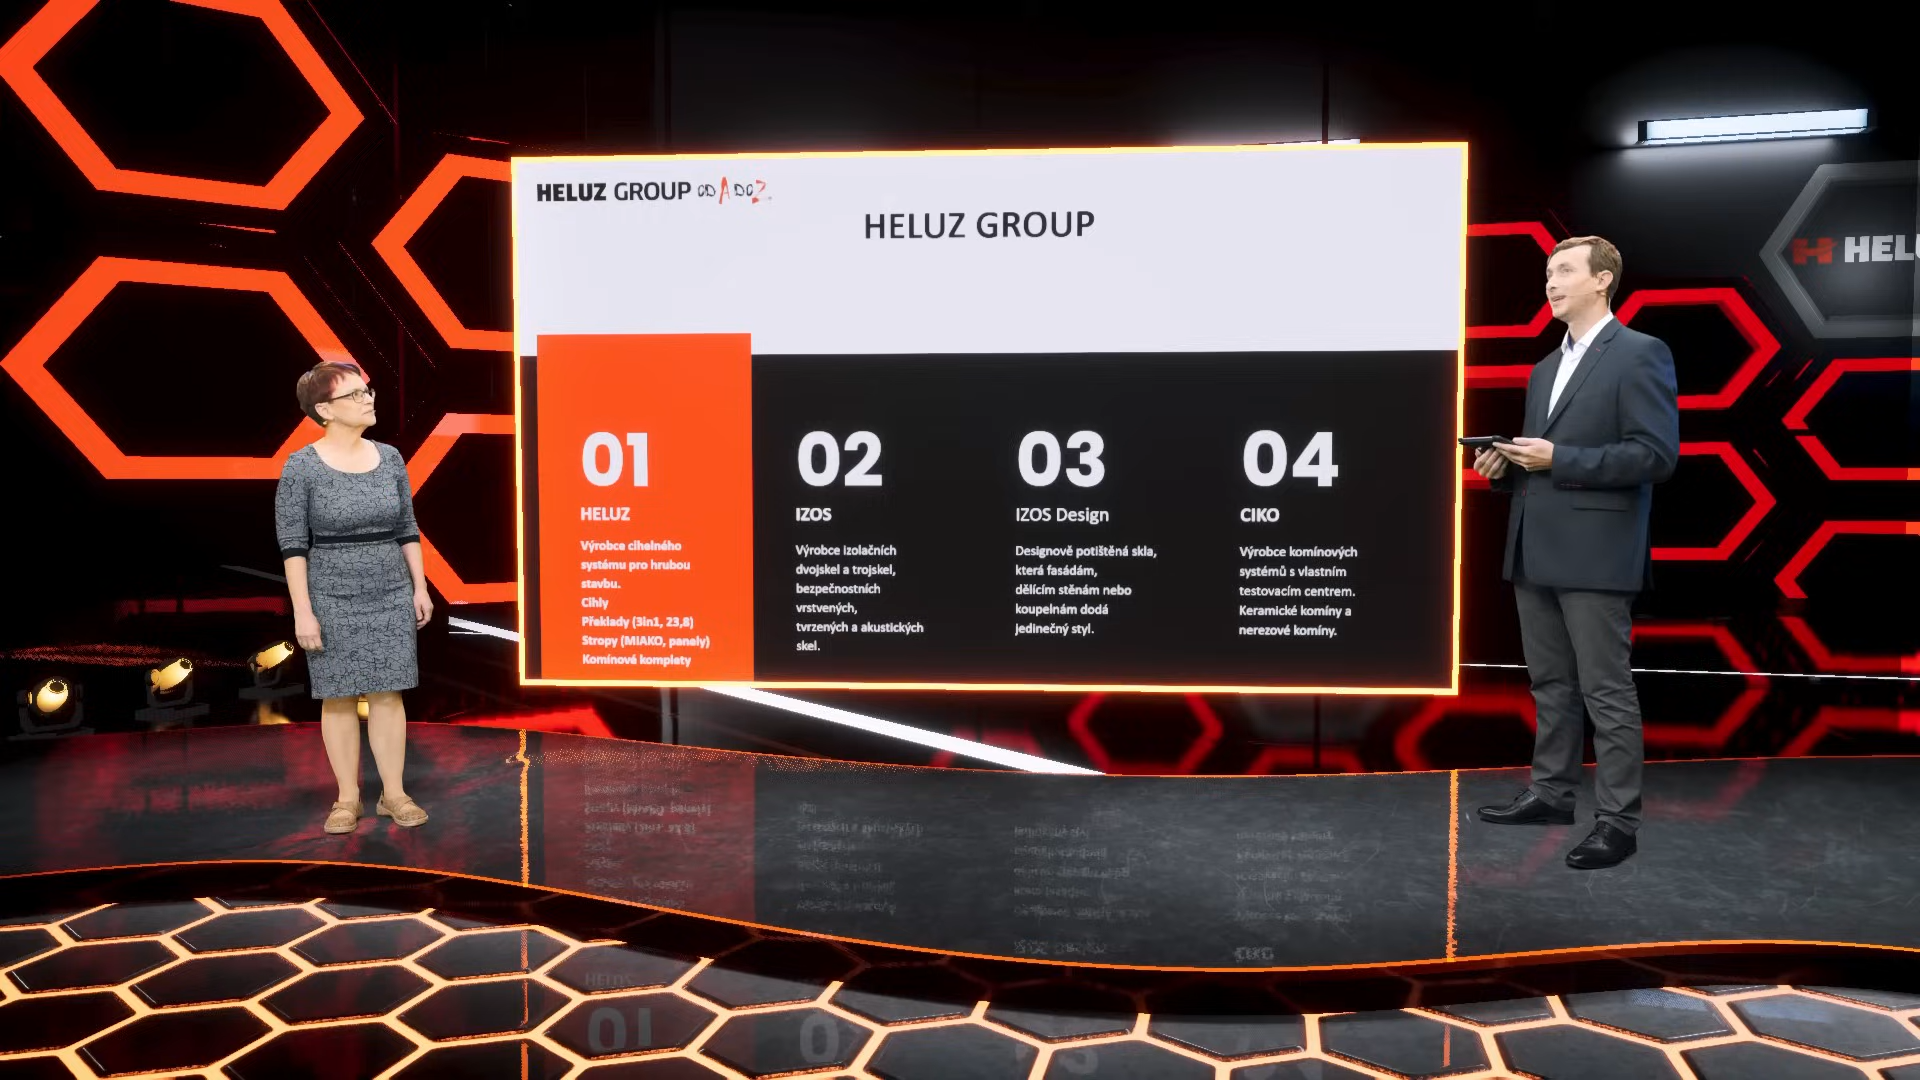 HELUZ GROUP OD A DO Z
HELUZ GROUP
01
HELUZ
Výrobce cihelného
systému pro hrubou
stavbu.
Cihly
Překlady (3in1, 23,8)
Stropy (MIAKO, panely)
Komínové komplety
02
IZOS
Výrobce izolačních
dvojskel a trojskel,
bezpečnostních
vrstvených,
tvrzených a akustických
skel.
03
IZOS Design
Designově potištěná skla,
která fasádám,
dělícím stěnám nebo
koupelnám dodá
jedinečný styl.
04
CIKO
Výrobce komínových
systémů s vlastním
testovacím centrem.
Keramické komíny a
nerezové komíny.
HELU